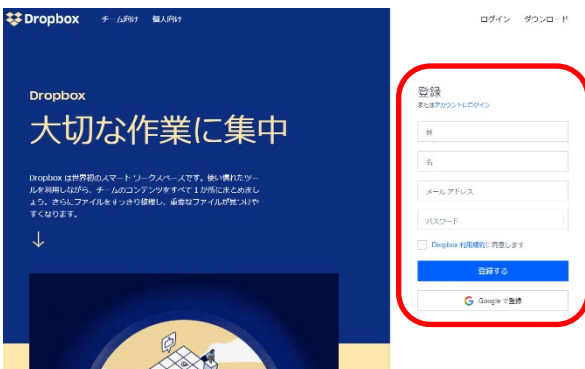 Dropbox チーム向け 個人向け ログイン ダウンロード
Dropbox
大切な作業に集中
Dropbox は世界初のスマート ワークスペースです。使い慣れたツー
ルを利用しながら、チームのコンテンツをすべて 1 か所にまとめまし
ょう。さらにファイルをすっきり整理し、重要なファイルが見つけや
すくなります。
登録
またはアカウントにログイン
姓
名
メール アドレス
パスワード
Dropbox 利用規約に同意します
登録する
Google で登録